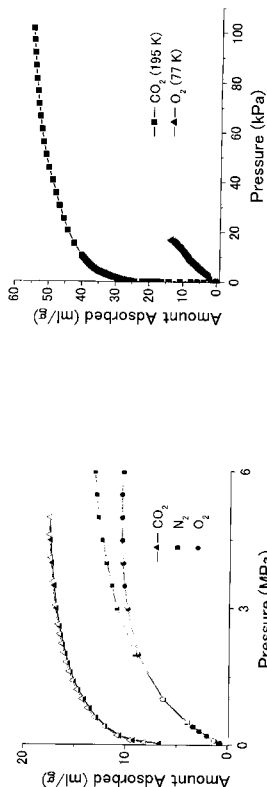 Amount Adsorbed (ml/g)
20
10
0
0
3
6
Pressure (MPa)
CO₂
N₂
O₂
Amount Adsorbed (ml/g)
60
50
40
30
20
10
0
0
20
40
60
80
100
Pressure (kPa)
CO₂ (195 K)
O₂ (77 K)